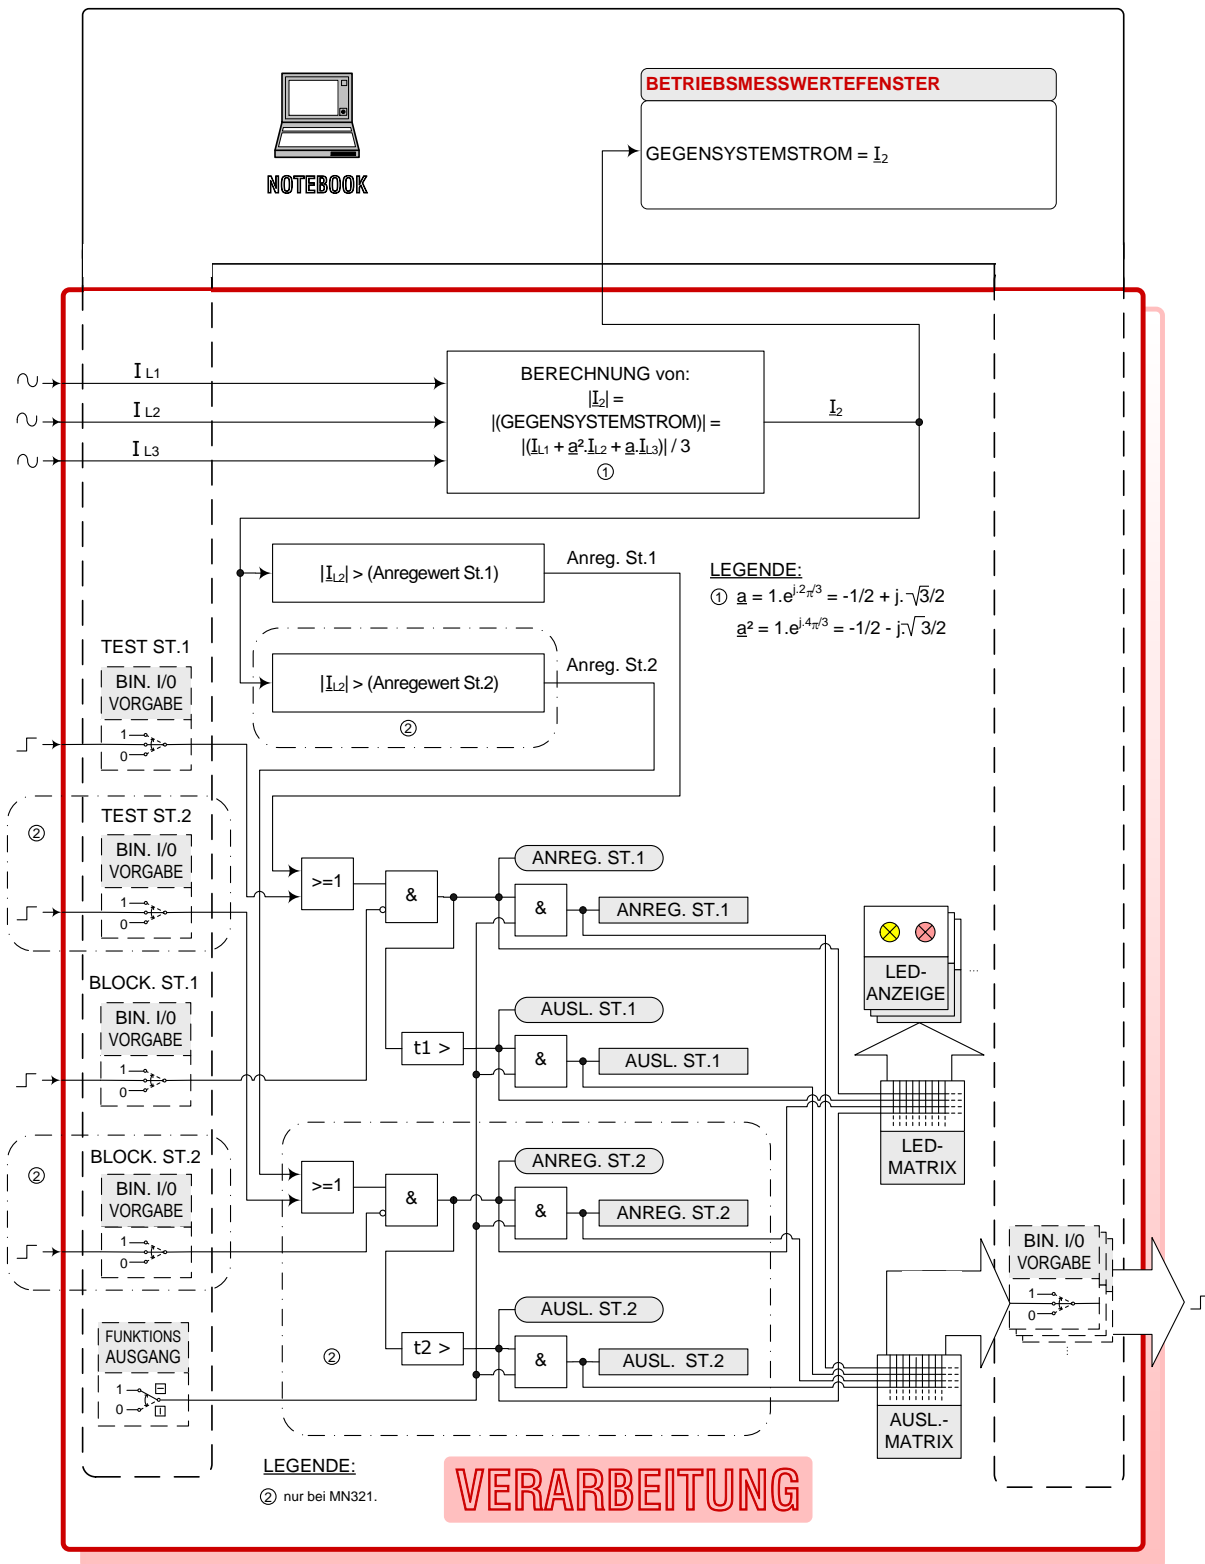 BETRIEBSMESSWERTEFENSTER
GEGENSYSTEMSTROM = I2
NOTEBOOK
I L1
I L2
I L3
BERECHNUNG von:
|I2| =
|(GEGENSYSTEMSTROM)| =
|(IL1 + a².IL2 + a.IL3)| / 3
①
I2
|IL2| > (Anregewert St.1)
Anreg. St.1
LEGENDE:
① a = 1.e^j.2π/3 = -1/2 + j.√3/2
a² = 1.e^j.4π/3 = -1/2 - j.√3/2
|IL2| > (Anregewert St.2)
Anreg. St.2
②
TEST ST.1
BIN. I/0
VORGABE
1
0
②
TEST ST.2
BIN. I/0
VORGABE
1
0
>=1
&
ANREG. ST.1
&
ANREG. ST.1
BLOCK. ST.1
BIN. I/0
VORGABE
1
0
AUSL. ST.1
t1 >
&
AUSL. ST.1
LED-
ANZEIGE
...
LED-
MATRIX
②
BLOCK. ST.2
BIN. I/0
VORGABE
1
0
>=1
&
ANREG. ST.2
&
ANREG. ST.2
BIN. I/0
VORGABE
1
0
...
FUNKTIONS
AUSGANG
1
0
②
AUSL. ST.2
t2 >
&
AUSL. ST.2
AUSL.-
MATRIX
LEGENDE:
② nur bei MN321.
VERARBEITUNG